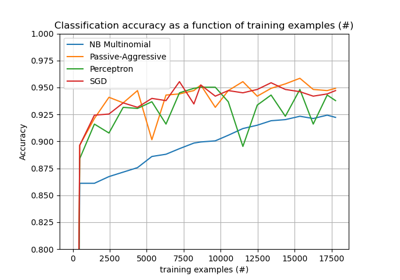 Classification accuracy as a function of training examples (#)
1.000
0.975
0.950
0.925
0.900
0.875
0.850
0.825
0.800
Accuracy
NB Multinomial
Passive-Aggressive
Perceptron
SGD
0 2500 5000 7500 10000 12500 15000 17500
training examples (#)